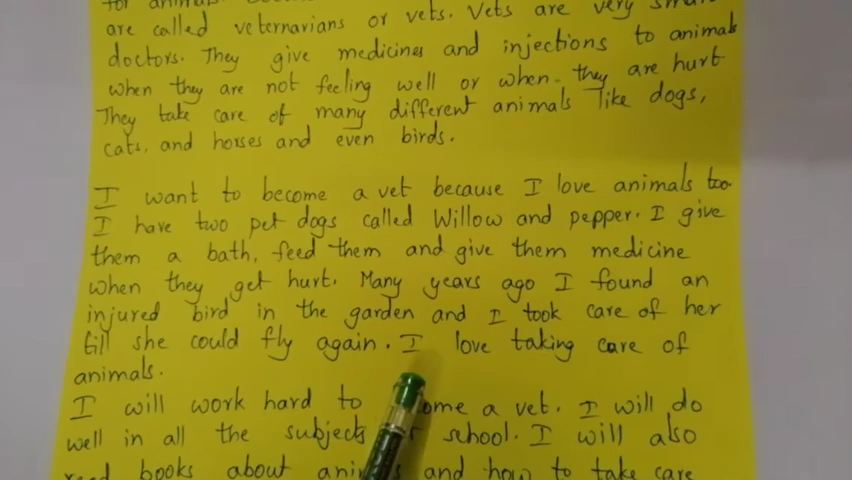 for animals.
are called veternarians or vets. Vets are very
doctors. They give medicines and injections to animals
when they are not feeling well or when they are hurt.
They take care of many different animals like dogs,
cats, and horses and even birds.
I want to become a vet because I love animals too
I have two pet dogs called Willow and pepper. I give
them a bath, feed them and give them medicine
when they get hurt. Many years ago I found an
injured bird in the garden and I took care of her
till she could fly again. I love taking care of
animals.
I will work hard to a vet. I will do
well in all the subjects school. I will also
read books about and how to take care